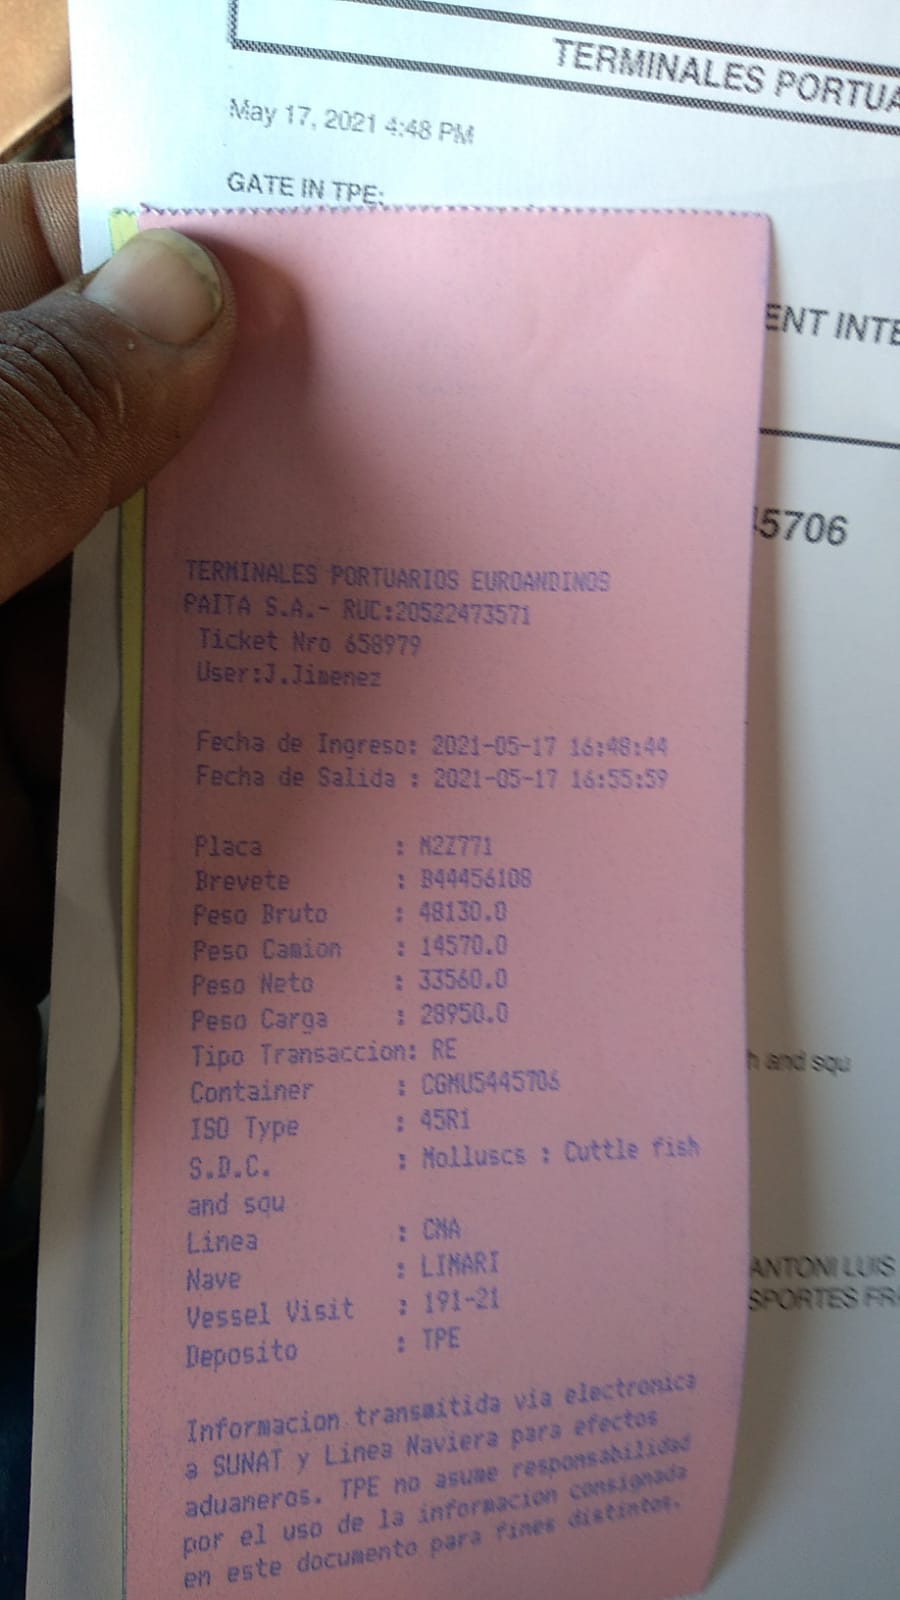 TERMINALES PORTUA
May 17, 2021 4:48 PM
GATE IN TPE:
ENT INTE
5706
TERMINALES PORTUARIOS EUROANDINOS
PAITA S.A.- RUC:20522473571
Ticket Nro 658979
User:J.Jimenez
Fecha de Ingreso: 2021-05-17 16:48:44
Fecha de Salida : 2021-05-17 16:55:59
Placa : M2Z771
Brevete : B44456108
Peso Bruto : 48130.0
Peso Camion : 14570.0
Peso Neto : 33560.0
Peso Carga : 28950.0
Tipo Transaccion: RE
Container : CGMU5445706
ISO Type : 45R1
S.D.C. : Molluscs : Cuttle fish
and squ
Linea : CMA
Nave : LIMARI
Vessel Visit : 191-21
Deposito : TPE
Informacion transmitida via electronica
a SUNAT y Linea Naviera para efectos
aduaneros. TPE no asume responsabilidad
por el uso de la informacion consignada
en este documento para fines distintos.
h and squ
ANTONI LUIS
SPORTES FRA